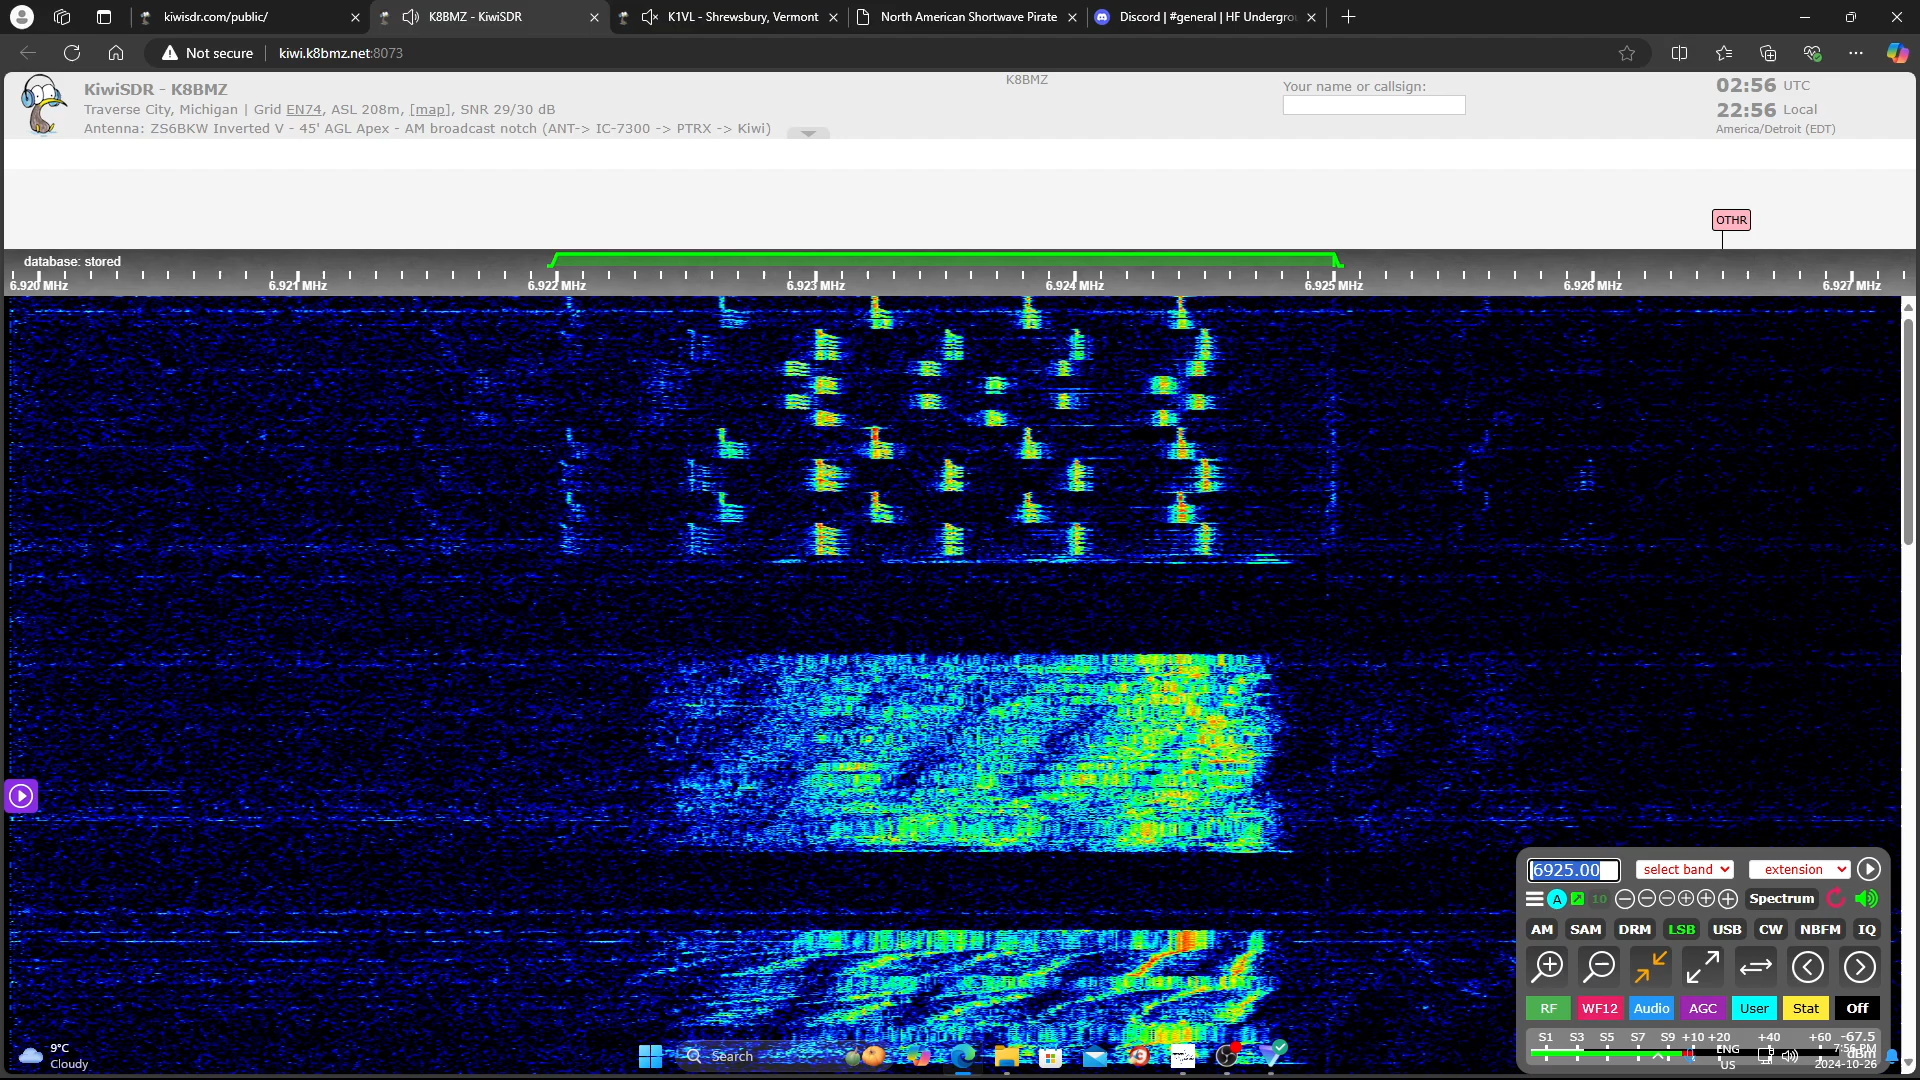 kiwisdr.com/public/
K8BMZ - KiwiSDR
K1VL - Shrewsbury, Vermont
North American Shortwave Pirate
Discord | #general | HF Undergrou
Not secure
kiwi.k8bmz.net:8073
KiwiSDR - K8BMZ
Traverse City, Michigan | Grid EN74, ASL 208m, [map], SNR 29/30 dB
Antenna: ZS6BKW Inverted V - 45' AGL Apex - AM broadcast notch (ANT-> IC-7300 -> PTRX -> Kiwi)
K8BMZ
Your name or callsign:
02:56 UTC
22:56 Local
America/Detroit (EDT)
OTHR
database: stored
6.920 MHz 6.921 MHz 6.922 MHz 6.923 MHz 6.924 MHz 6.925 MHz 6.926 MHz 6.927 MHz
6925.00 select band extension
A 10 Spectrum
AM SAM DRM LSB USB CW NBFM IQ
RF WF12 Audio AGC User Stat Off
S1 S3 S5 S7 S9 +10 +20 +40 +60 -67.5
dBm
9°C
Cloudy
Search
ENG
US
7:56 PM
2024-10-26